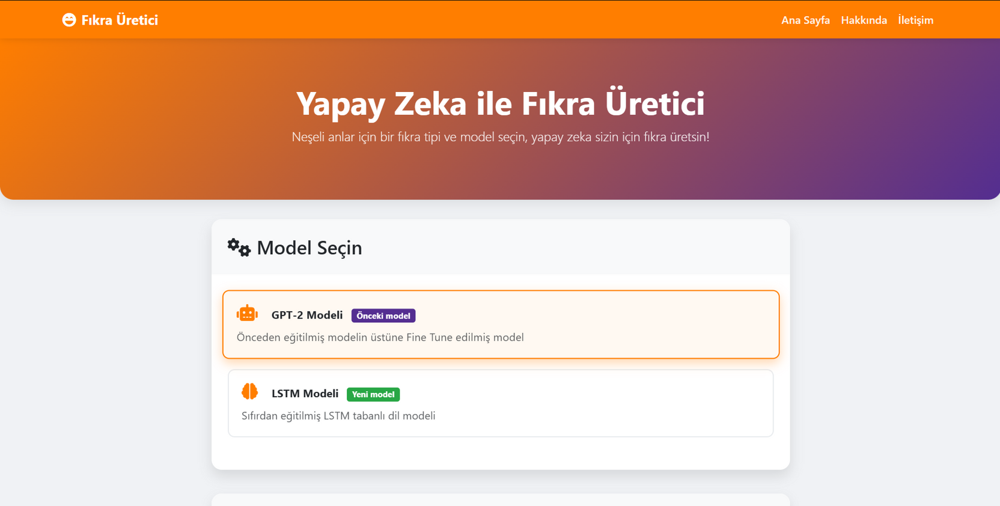 Fıkra Üretici
Ana Sayfa Hakkında İletişim
Yapay Zeka ile Fıkra Üretici
Neşeli anlar için bir fıkra tipi ve model seçin, yapay zeka sizin için fıkra üretsin!
Model Seçin
GPT-2 Modeli Önceki model
Önceden eğitilmiş modelin üstüne Fine Tune edilmiş model
LSTM Modeli Yeni model
Sıfırdan eğitilmiş LSTM tabanlı dil modeli